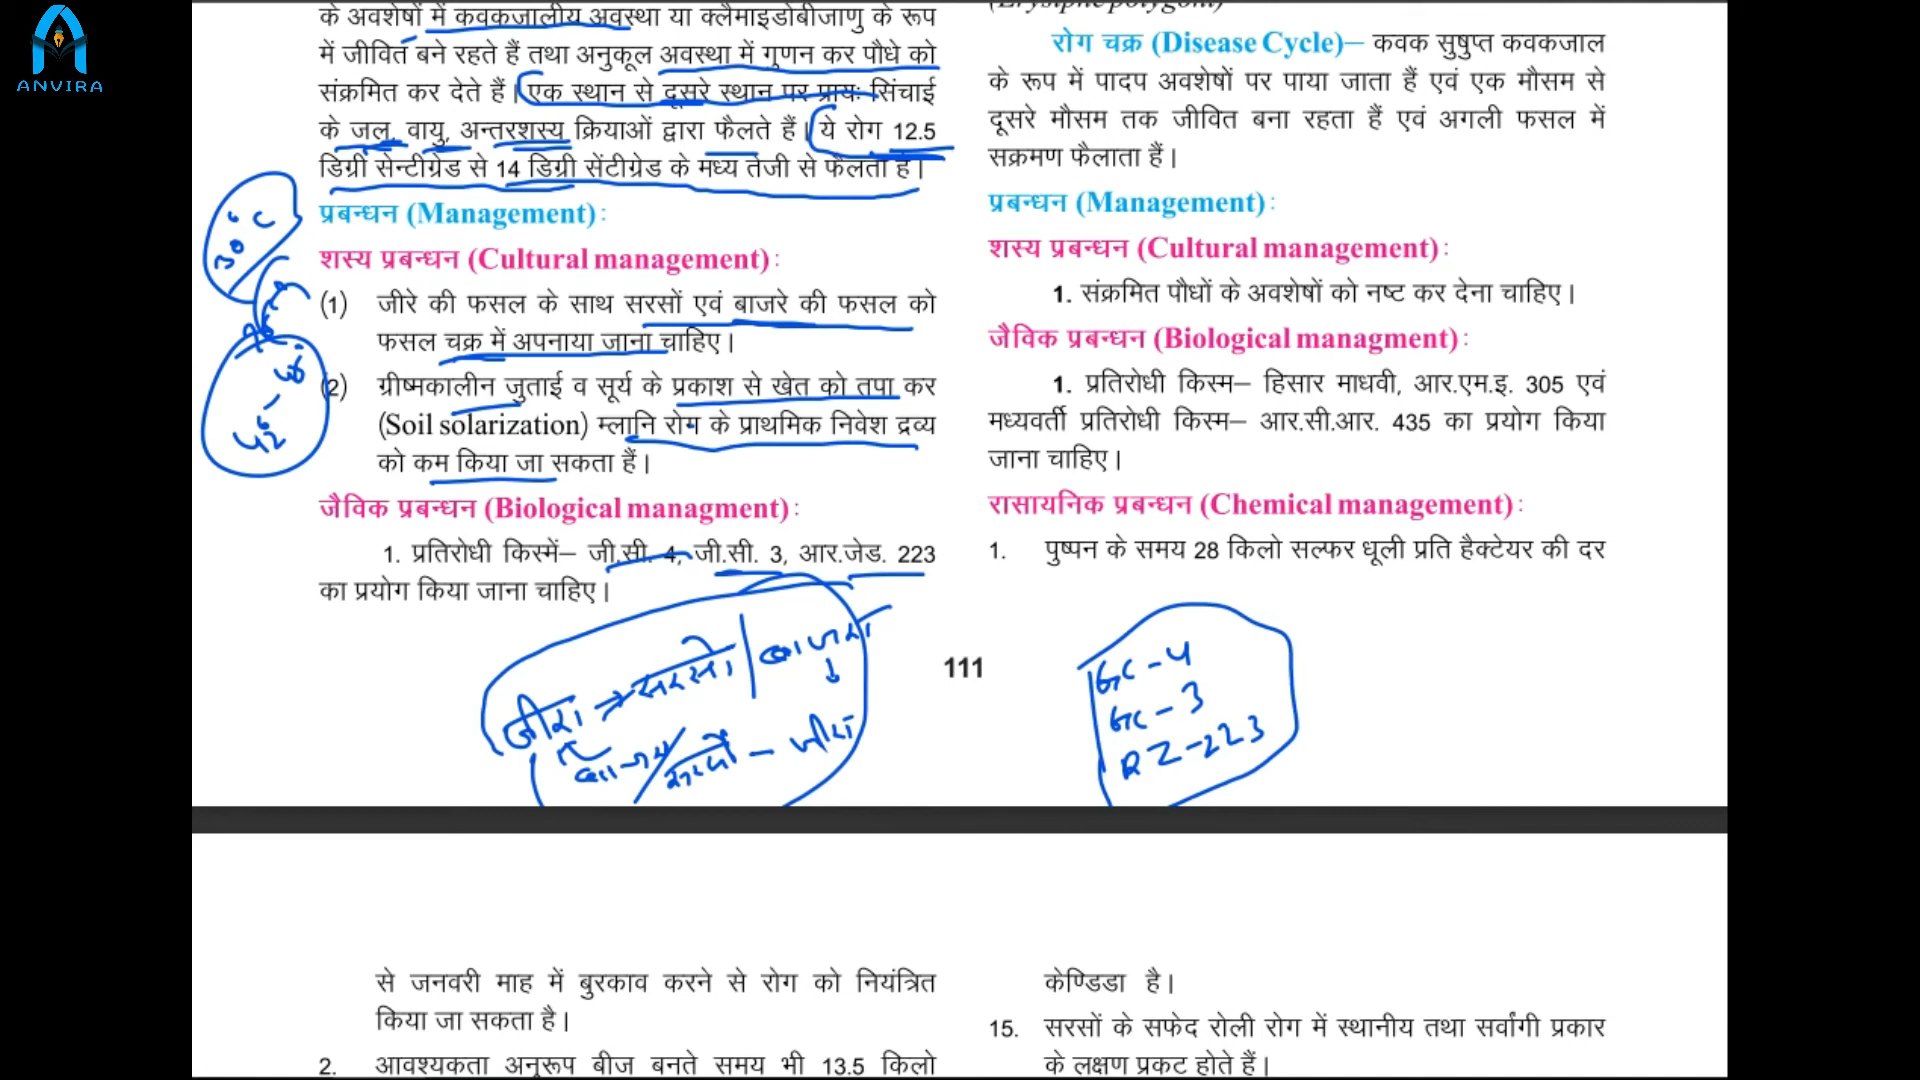 ANVIRA
के अवशेषों में कवकजालीय अवस्था या क्लैमाइडोबीजाणु के रूप
में जीवित बने रहते हैं तथा अनुकूल अवस्था में गुणन कर पौधे को
संक्रमित कर देते हैं। एक स्थान से दूसरे स्थान पर प्रायः सिंचाई
के जल, वायु, अन्तरशस्य क्रियाओं द्वारा फैलते हैं। ये रोग 12.5
डिग्री सेन्टीग्रेड से 14 डिग्री सेंटीग्रेड के मध्य तेजी से फैलता है।
प्रबन्धन (Management) :
शस्य प्रबन्धन (Cultural management) :
(1) जीरे की फसल के साथ सरसों एवं बाजरे की फसल को
फसल चक्र में अपनाया जाना चाहिए।
(2) ग्रीष्मकालीन जुताई व सूर्य के प्रकाश से खेत को तपा कर
(Soil solarization) म्लानि रोग के प्राथमिक निवेश द्रव्य
को कम किया जा सकता हैं।
जैविक प्रबन्धन (Biological managment) :
1. प्रतिरोधी किस्में– जी.सी. 4, जी.सी. 3, आर.जेड. 223
का प्रयोग किया जाना चाहिए।
30°C
जीरा ⇒ सरसो | बाजरा
सरसों – जीरा
(Erysiphe polygoni)
रोग चक्र (Disease Cycle)– कवक सुषुप्त कवकजाल
के रूप में पादप अवशेषों पर पाया जाता हैं एवं एक मौसम से
दूसरे मौसम तक जीवित बना रहता हैं एवं अगली फसल में
सक्रमण फैलाता हैं।
प्रबन्धन (Management) :
शस्य प्रबन्धन (Cultural management) :
1. संक्रमित पौधों के अवशेषों को नष्ट कर देना चाहिए।
जैविक प्रबन्धन (Biological managment) :
1. प्रतिरोधी किस्म– हिसार माधवी, आर.एम.इ. 305 एवं
मध्यवर्ती प्रतिरोधी किस्म– आर.सी.आर. 435 का प्रयोग किया
जाना चाहिए।
रासायनिक प्रबन्धन (Chemical management) :
1. पुष्पन के समय 28 किलो सल्फर धूली प्रति हैक्टेयर की दर
GC-4
GC-3
RZ-223
111
से जनवरी माह में बुरकाव करने से रोग को नियंत्रित
किया जा सकता है।
2. आवश्यकता अनुरूप बीज बनते समय भी 13.5 किलो
केण्डिडा है।
15. सरसों के सफेद रोली रोग में स्थानीय तथा सर्वांगी प्रकार
के लक्षण प्रकट होते हैं।